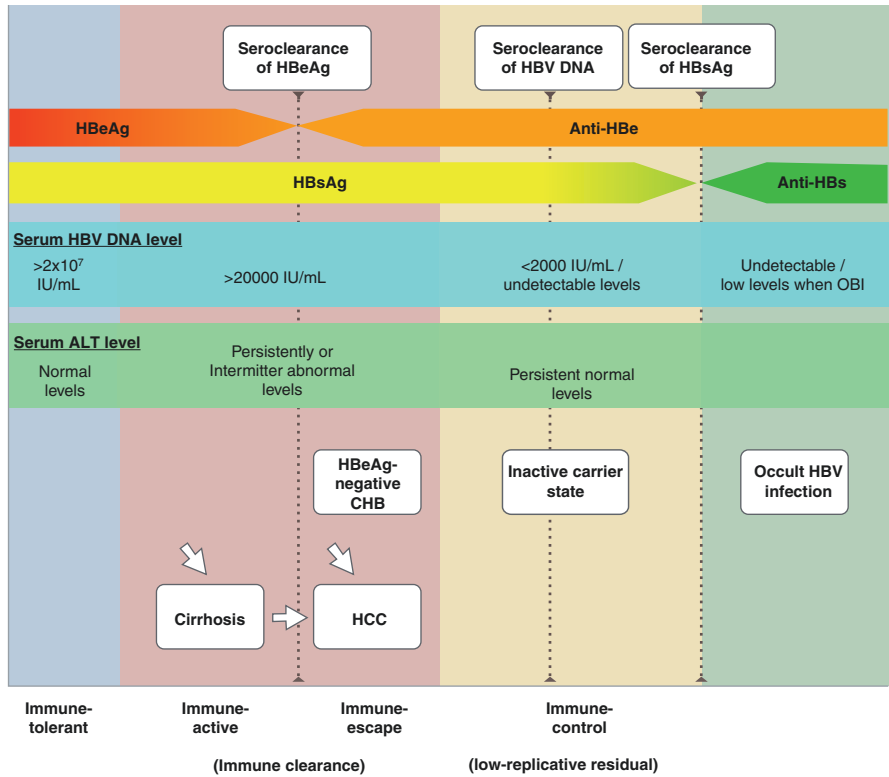 Seroclearance
of HBeAg
Seroclearance
of HBV DNA
Seroclearance
of HBsAg
HBeAg
Anti-HBe
HBsAg
Anti-HBs
Serum HBV DNA level
>2x10⁷
IU/mL
>20000 IU/mL
<2000 IU/mL /
undetectable levels
Undetectable /
low levels when OBI
Serum ALT level
Normal
levels
Persistently or
Intermitter abnormal
levels
Persistent normal
levels
HBeAg-
negative
CHB
Inactive carrier
state
Occult HBV
infection
Cirrhosis
HCC
Immune-
tolerant
Immune-
active
Immune-
escape
Immune-
control
(Immune clearance)
(low-replicative residual)